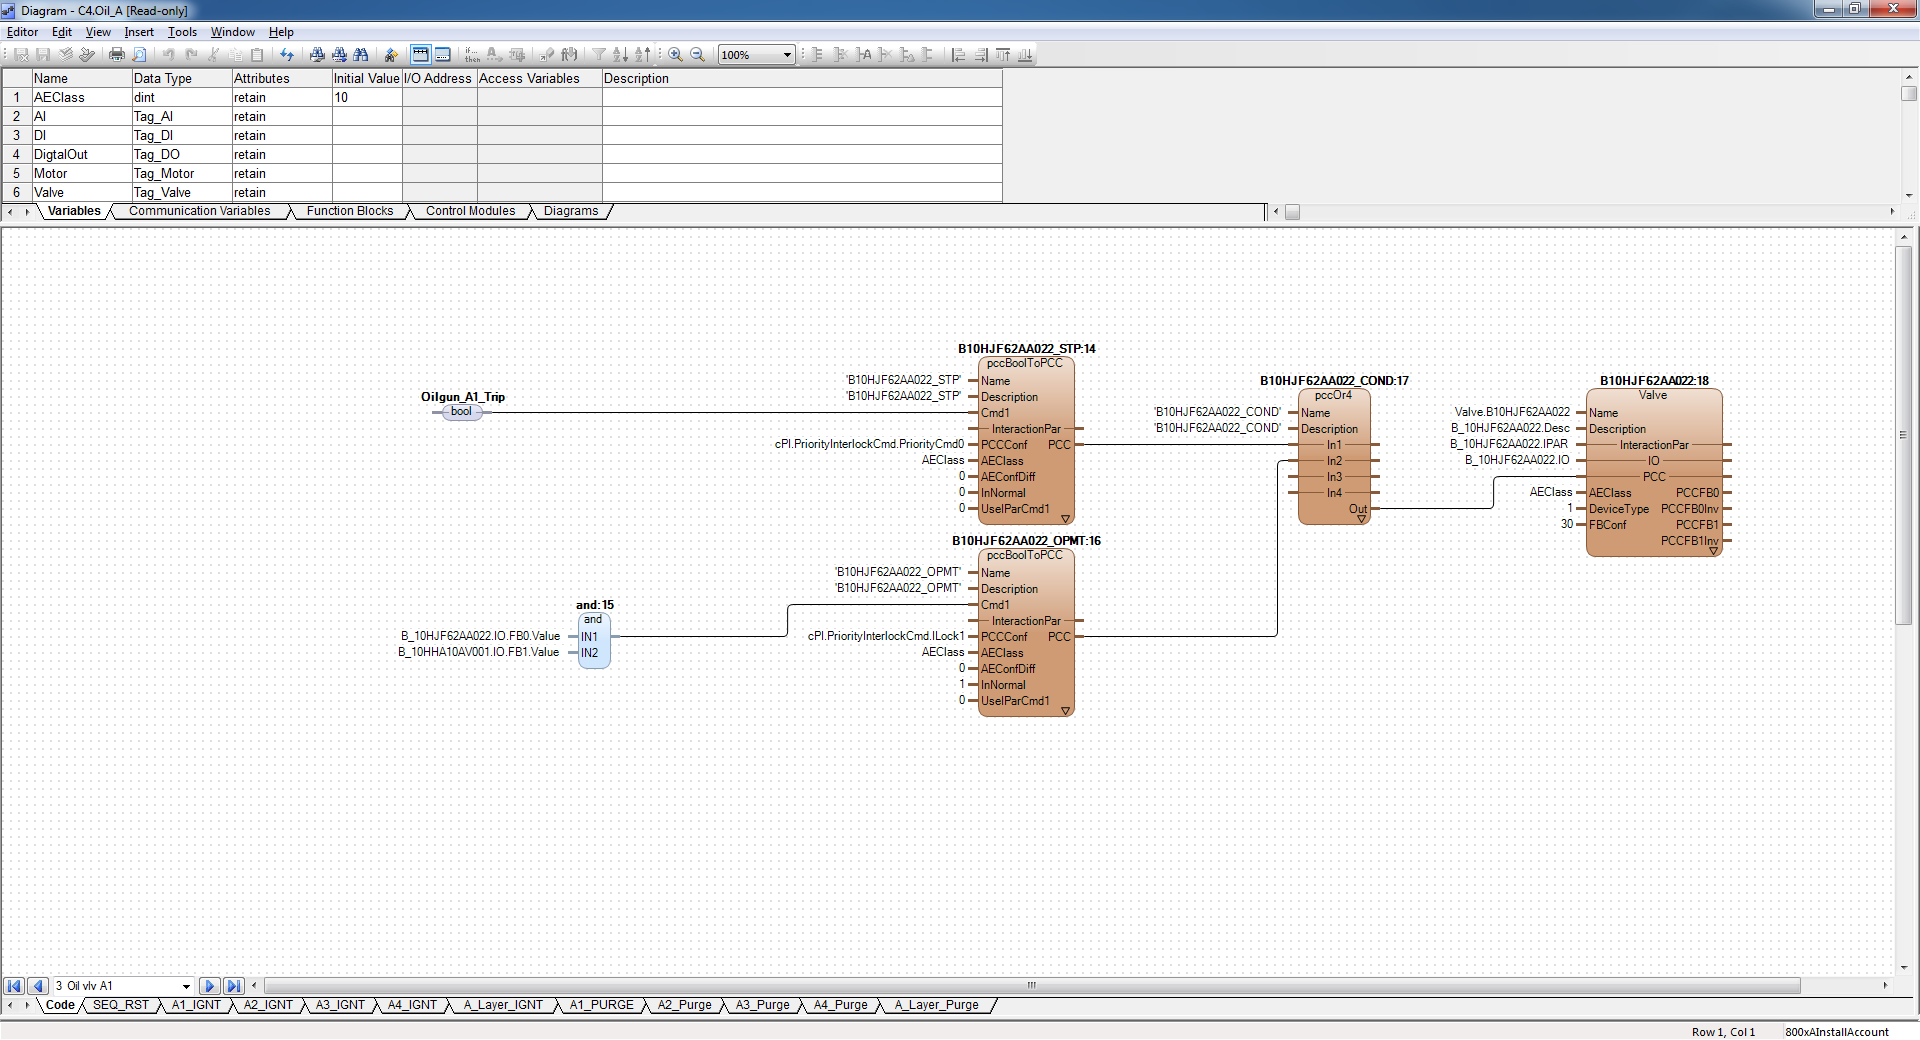 Diagram - C4.Oil_A [Read-only]
Editor Edit View Insert Tools Window Help
if... then 100%
Name Data Type Attributes Initial Value I/O Address Access Variables Description
1 AEClass dint retain 10
2 AI Tag_AI retain
3 DI Tag_DI retain
4 DigtalOut Tag_DO retain
5 Motor Tag_Motor retain
6 Valve Tag_Valve retain
Variables Communication Variables Function Blocks Control Modules Diagrams
Oilgun_A1_Trip
bool
B10HJF62AA022_STP:14
pccBoolToPCC
'B10HJF62AA022_STP' Name
'B10HJF62AA022_STP' Description
Cmd1
InteractionPar
cPI.PriorityInterlockCmd.PriorityCmd0 PCCConf PCC
AEClass AEClass
0 AEConfDiff
0 InNormal
0 UseIParCmd1
and:15
and
B_10HJF62AA022.IO.FB0.Value IN1
B_10HHA10AV001.IO.FB1.Value IN2
B10HJF62AA022_OPMT:16
pccBoolToPCC
'B10HJF62AA022_OPMT' Name
'B10HJF62AA022_OPMT' Description
Cmd1
InteractionPar
cPI.PriorityInterlockCmd.ILock1 PCCConf PCC
AEClass AEClass
0 AEConfDiff
1 InNormal
0 UseIParCmd1
B10HJF62AA022_COND:17
pccOr4
'B10HJF62AA022_COND' Name
'B10HJF62AA022_COND' Description
In1
In2
In3
In4
Out
B10HJF62AA022:18
Valve
Valve.B10HJF62AA022 Name
B_10HJF62AA022.Desc Description
B_10HJF62AA022.IPAR InteractionPar
B_10HJF62AA022.IO IO
PCC
AEClass AEClass PCCFB0
1 DeviceType PCCFB0Inv
30 FBConf PCCFB1
PCCFB1Inv
3 Oil vlv A1
Code SEQ_RST A1_IGNT A2_IGNT A3_IGNT A4_IGNT A_Layer_IGNT A1_PURGE A2_Purge A3_Purge A4_Purge A_Layer_Purge
Row 1, Col 1 800xAInstallAccount